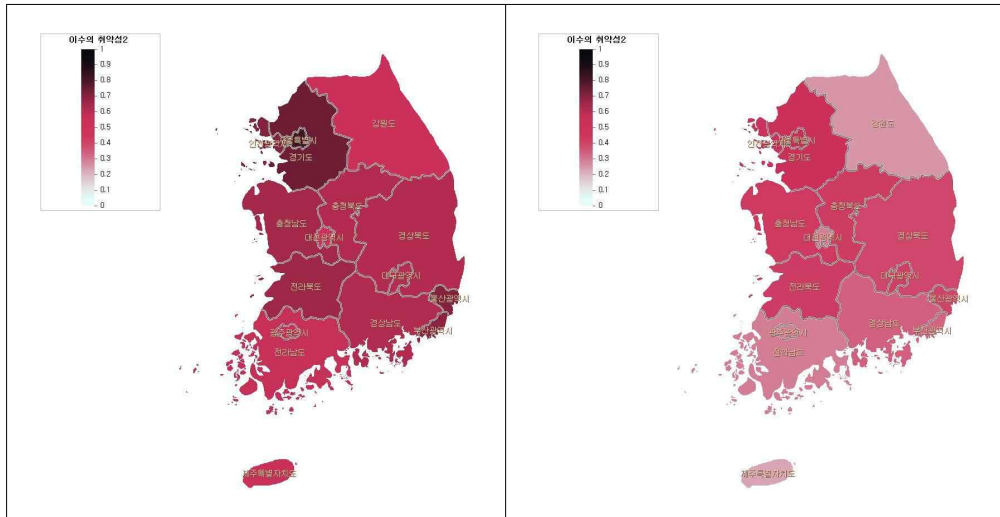 이수의 취약성2
1
0.9
0.8
0.7
0.6
0.5
0.4
0.3
0.2
0.1
0
강원도
경기도
충청북도
충청남도
대전광역시
경상북도
대구광역시
전라북도
울산광역시
경상남도
부산광역시
광주광역시
전라남도
제주특별자치도
이수의 취약성2
1
0.9
0.8
0.7
0.6
0.5
0.4
0.3
0.2
0.1
0
강원도
경기도
충청북도
충청남도
대전광역시
경상북도
대구광역시
전라북도
울산광역시
경상남도
부산광역시
광주광역시
전라남도
제주특별자치도